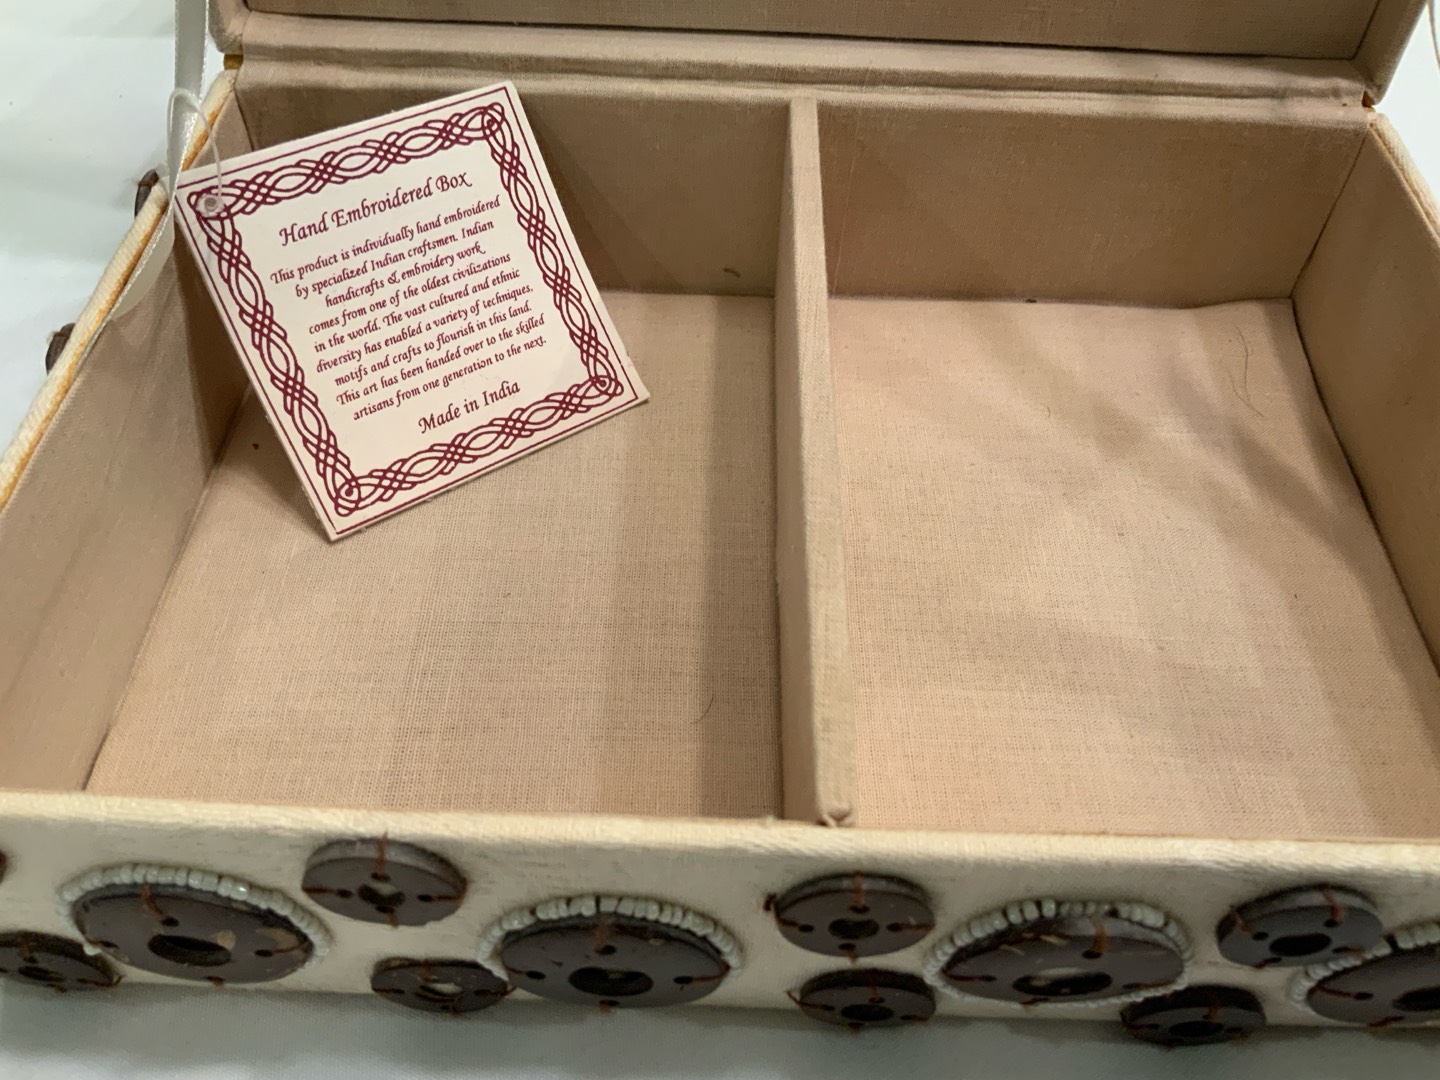 Hand Embroidered Box
This product is individually hand embroidered
by specialized Indian craftsmen. Indian
handicrafts & embroidery work
comes from one of the oldest civilizations
in the world. The vast cultured and ethnic
diversity has enabled a variety of techniques,
motifs and crafts to flourish in this land.
This art has been handed over to the skilled
artisans from one generation to the next.
Made in India